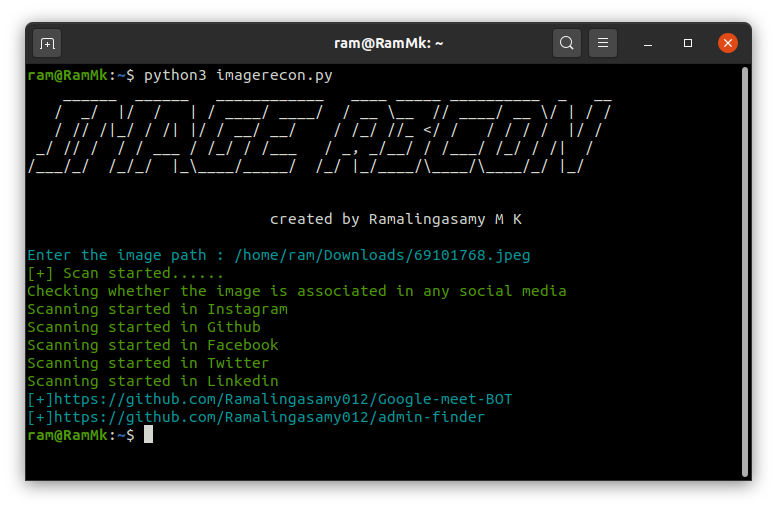 ram@RamMk: ~
ram@RamMk:~$ python3 imagerecon.py
IMAGE RECON
created by Ramalingasamy M K
Enter the image path : /home/ram/Downloads/69101768.jpeg
[+] Scan started......
Checking whether the image is associated in any social media
Scanning started in Instagram
Scanning started in Github
Scanning started in Facebook
Scanning started in Twitter
Scanning started in Linkedin
[+]https://github.com/Ramalingasamy012/Google-meet-BOT
[+]https://github.com/Ramalingasamy012/admin-finder
ram@RamMk:~$